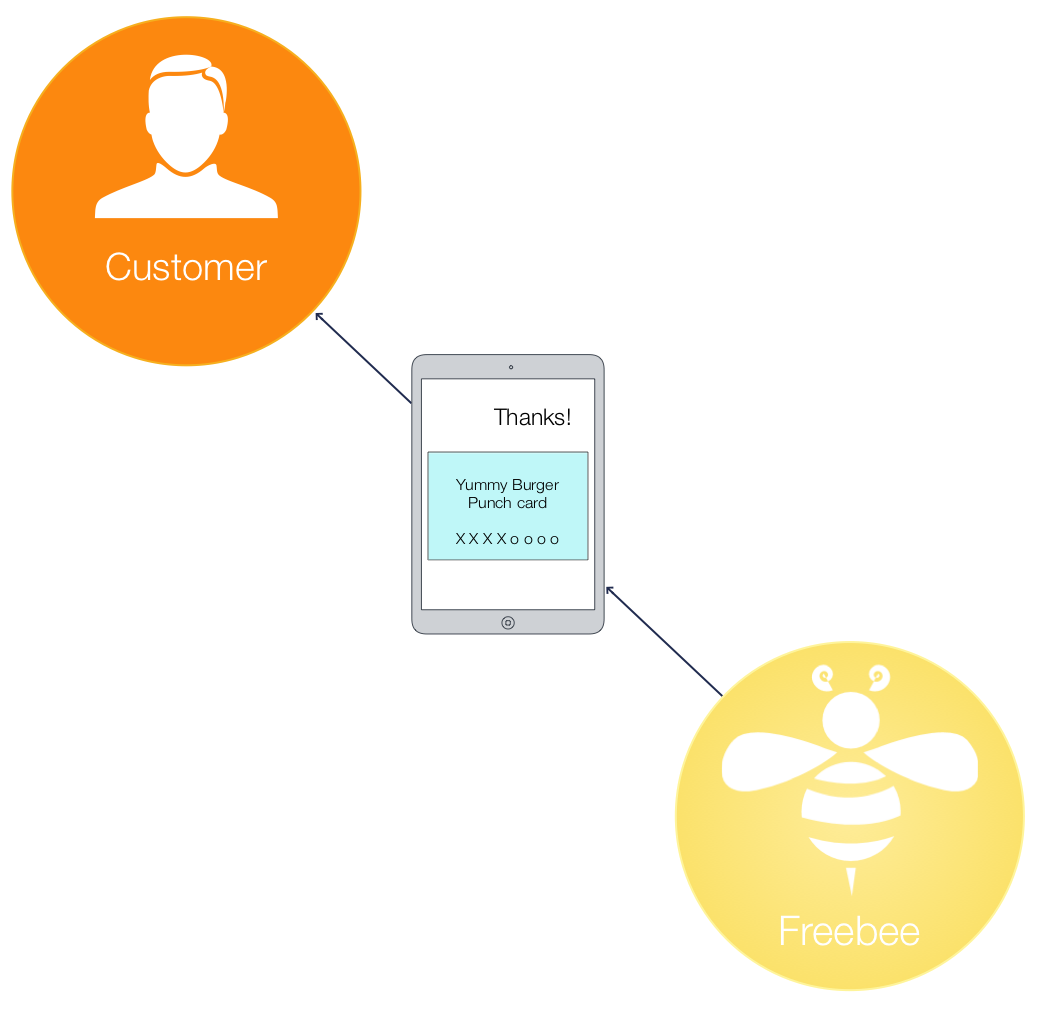 Customer
Thanks!
Yummy Burger
Punch card
X X X X o o o o
Freebee